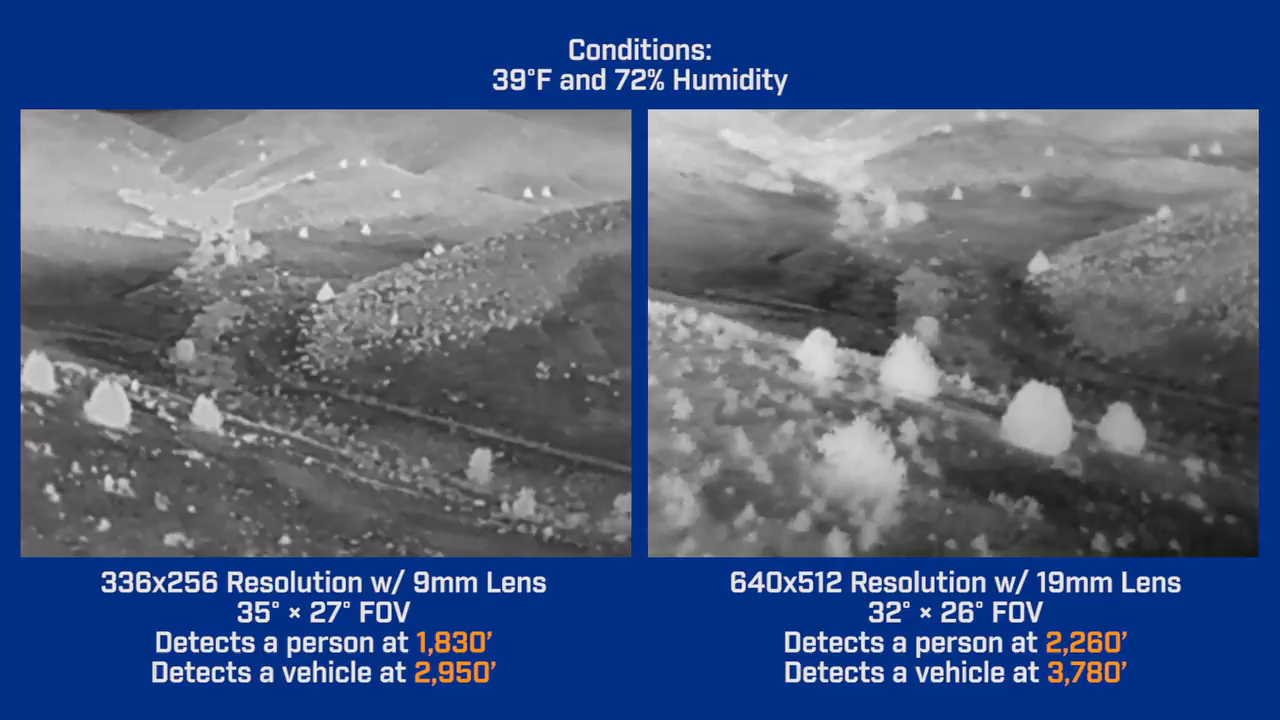 Conditions:
39°F and 72% Humidity
336x256 Resolution w/ 9mm Lens
35° × 27° FOV
Detects a person at 1,830’
Detects a vehicle at 2,950’
640x512 Resolution w/ 19mm Lens
32° × 26° FOV
Detects a person at 2,260’
Detects a vehicle at 3,780’